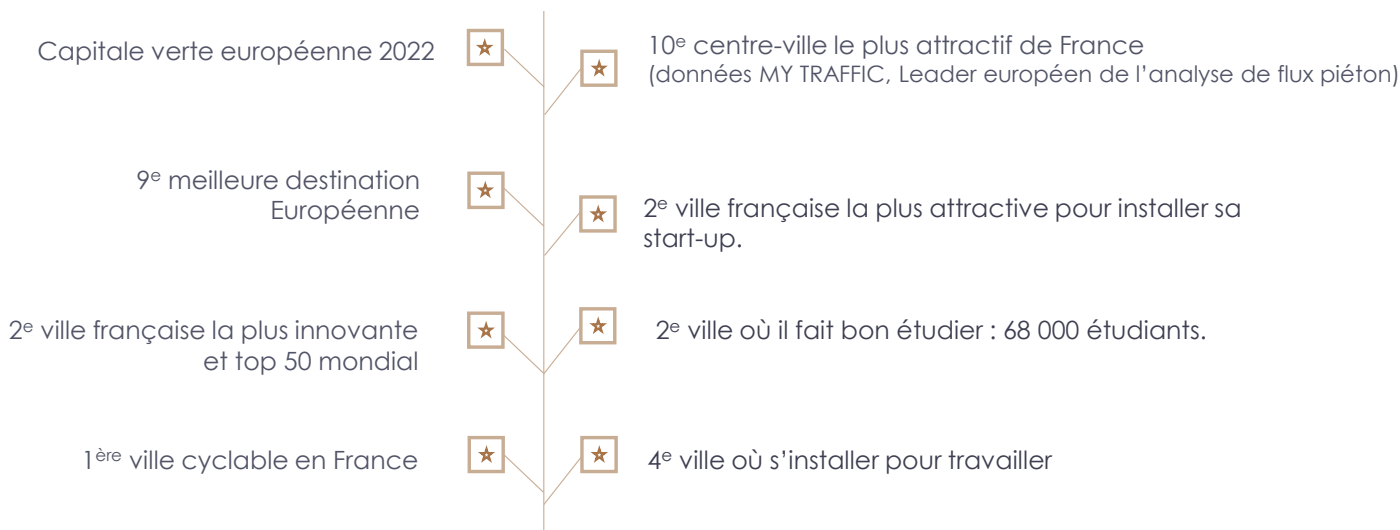 Capitale verte européenne 2022
10e centre-ville le plus attractif de France
(données MY TRAFFIC, Leader européen de l’analyse de flux piéton)
9e meilleure destination
Européenne
2e ville française la plus attractive pour installer sa
start-up.
2e ville française la plus innovante
et top 50 mondial
2e ville où il fait bon étudier : 68 000 étudiants.
1ère ville cyclable en France
4e ville où s’installer pour travailler